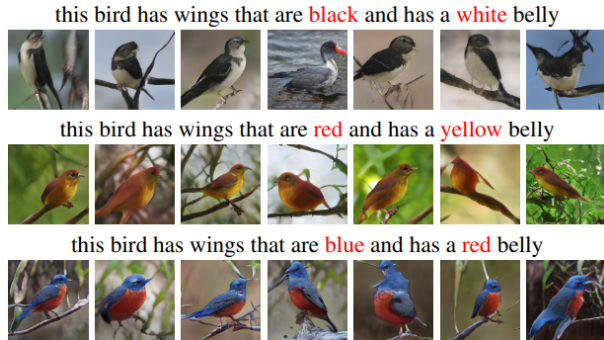 this bird has wings that are black and has a white belly
this bird has wings that are red and has a yellow belly
this bird has wings that are blue and has a red belly